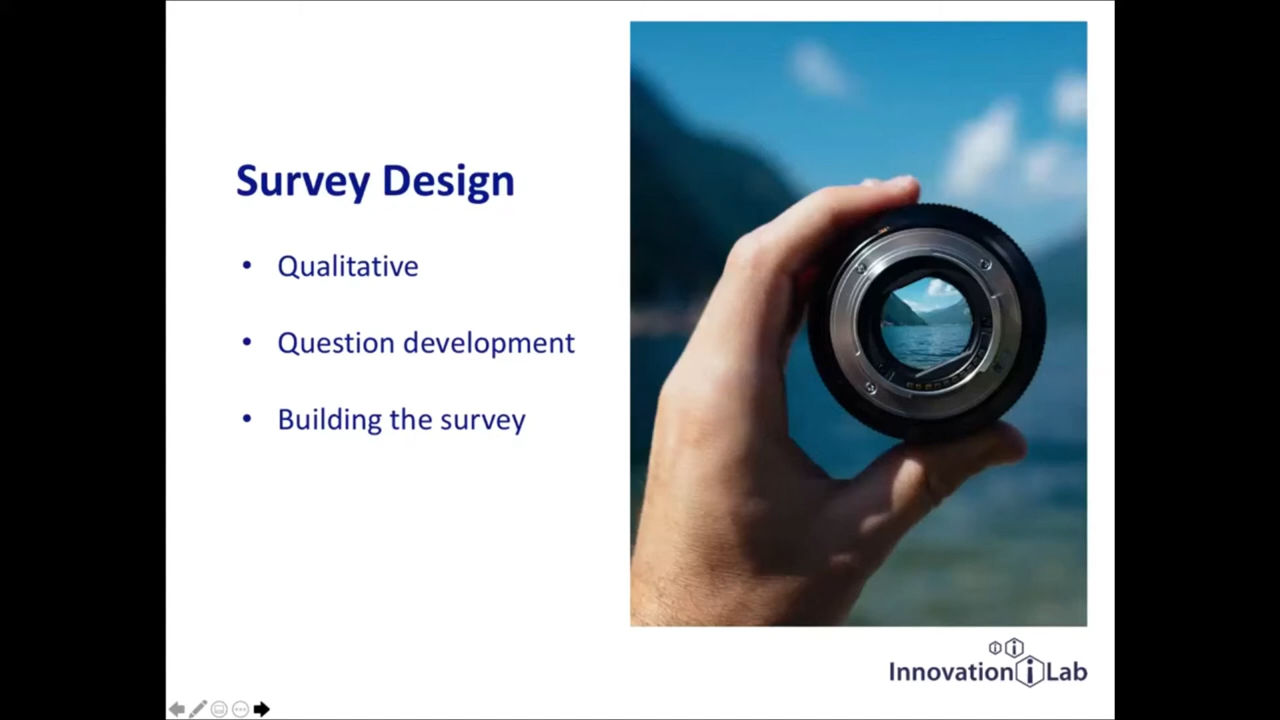 Survey Design
• Qualitative
• Question development
• Building the survey
Innovation i Lab